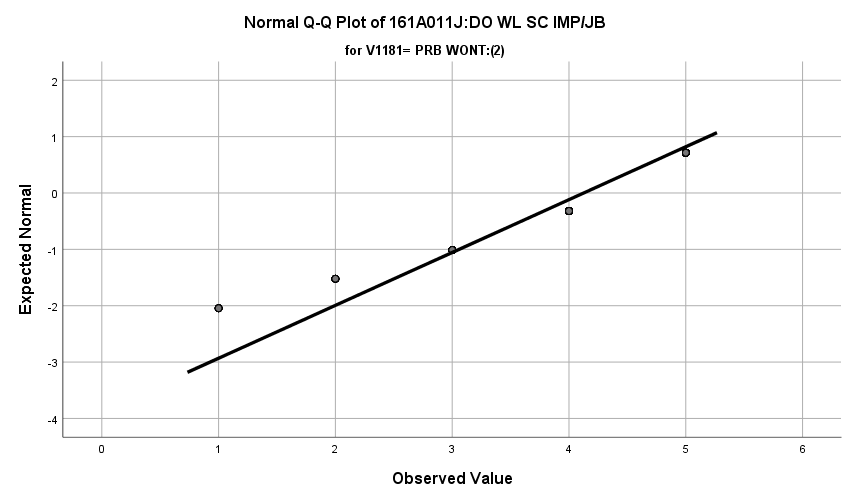 Normal Q-Q Plot of 161A011J:DO WL SC IMP/JB
for V1181= PRB WONT:(2)
2
1
0
-1
-2
-3
-4
Expected Normal
0 1 2 3 4 5 6
Observed Value